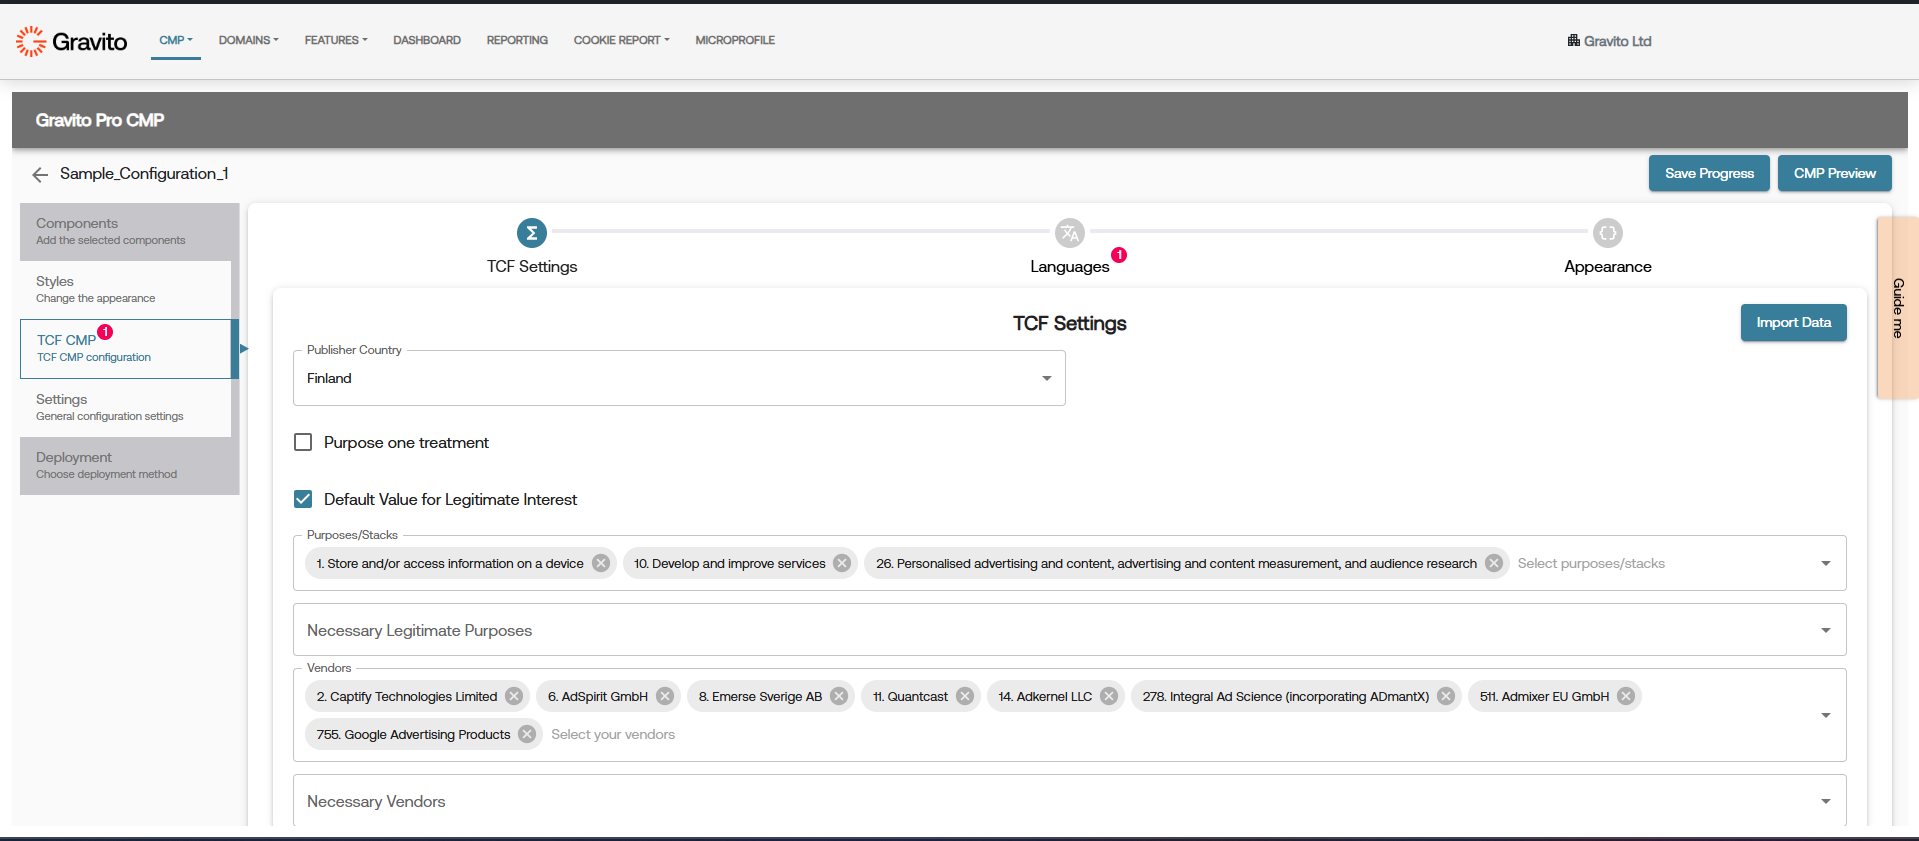 Gravito
CMP
DOMAINS
FEATURES
DASHBOARD
REPORTING
COOKIE REPORT
MICROPROFILE
Gravito Ltd
Gravito Pro CMP
Sample_Configuration_1
Save Progress
CMP Preview
Components
Add the selected components
Styles
Change the appearance
TCF CMP
1
TCF CMP configuration
Settings
General configuration settings
Deployment
Choose deployment method
TCF Settings
Languages
1
Appearance
Guide me
TCF Settings
Import Data
Publisher Country
Finland
Purpose one treatment
Default Value for Legitimate Interest
Purposes/Stacks
1. Store and/or access information on a device
10. Develop and improve services
26. Personalised advertising and content, advertising and content measurement, and audience research
Select purposes/stacks
Necessary Legitimate Purposes
Vendors
2. Captify Technologies Limited
6. AdSpirit GmbH
8. Emerse Sverige AB
11. Quantcast
14. Adkernel LLC
278. Integral Ad Science (incorporating ADmantX)
511. Admixer EU GmbH
755. Google Advertising Products
Select your vendors
Necessary Vendors